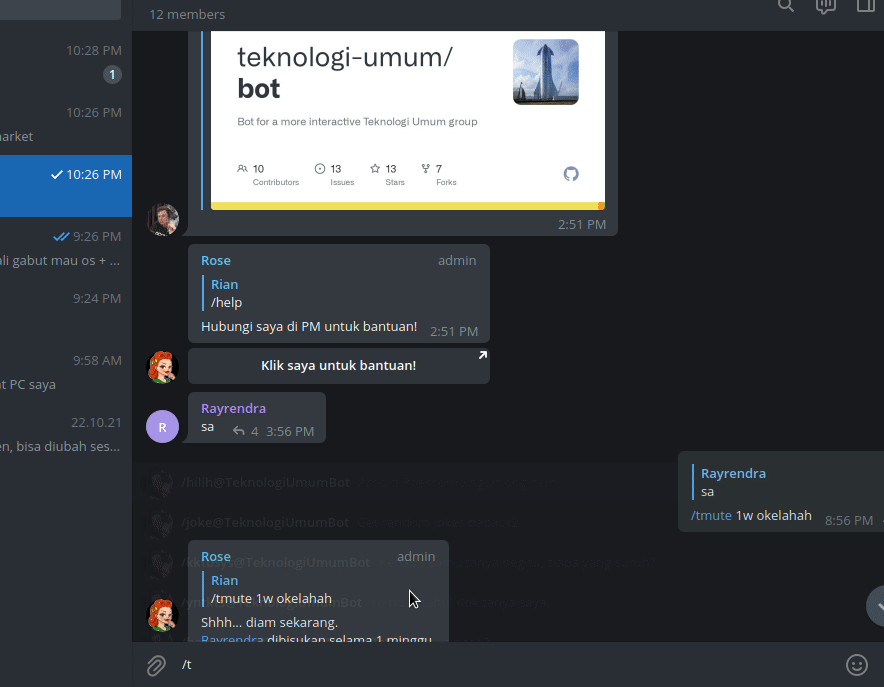 12 members
10:28 PM
1
10:26 PM
arket
10:26 PM
9:26 PM
ali gabut mau os + ...
9:24 PM
9:58 AM
at PC saya
22.10.21
en, bisa diubah ses...
teknologi-umum/
bot
Bot for a more interactive Teknologi Umum group
10
Contributors
13
Issues
13
Stars
7
Forks
2:51 PM
Rose admin
Rian
/help
Hubungi saya di PM untuk bantuan!
2:51 PM
Klik saya untuk bantuan!
R
Rayrendra
sa
4 3:56 PM
Rayrendra
sa
/tmute 1w okelahah
8:56 PM
/hilih@TeknologiUmumBot
/joke@TeknologiUmumBot
Rose admin
Rian
/tmute 1w okelahah
Shhh... diam sekarang.
Rayrendra dibisukan selama 1 minggu
/t